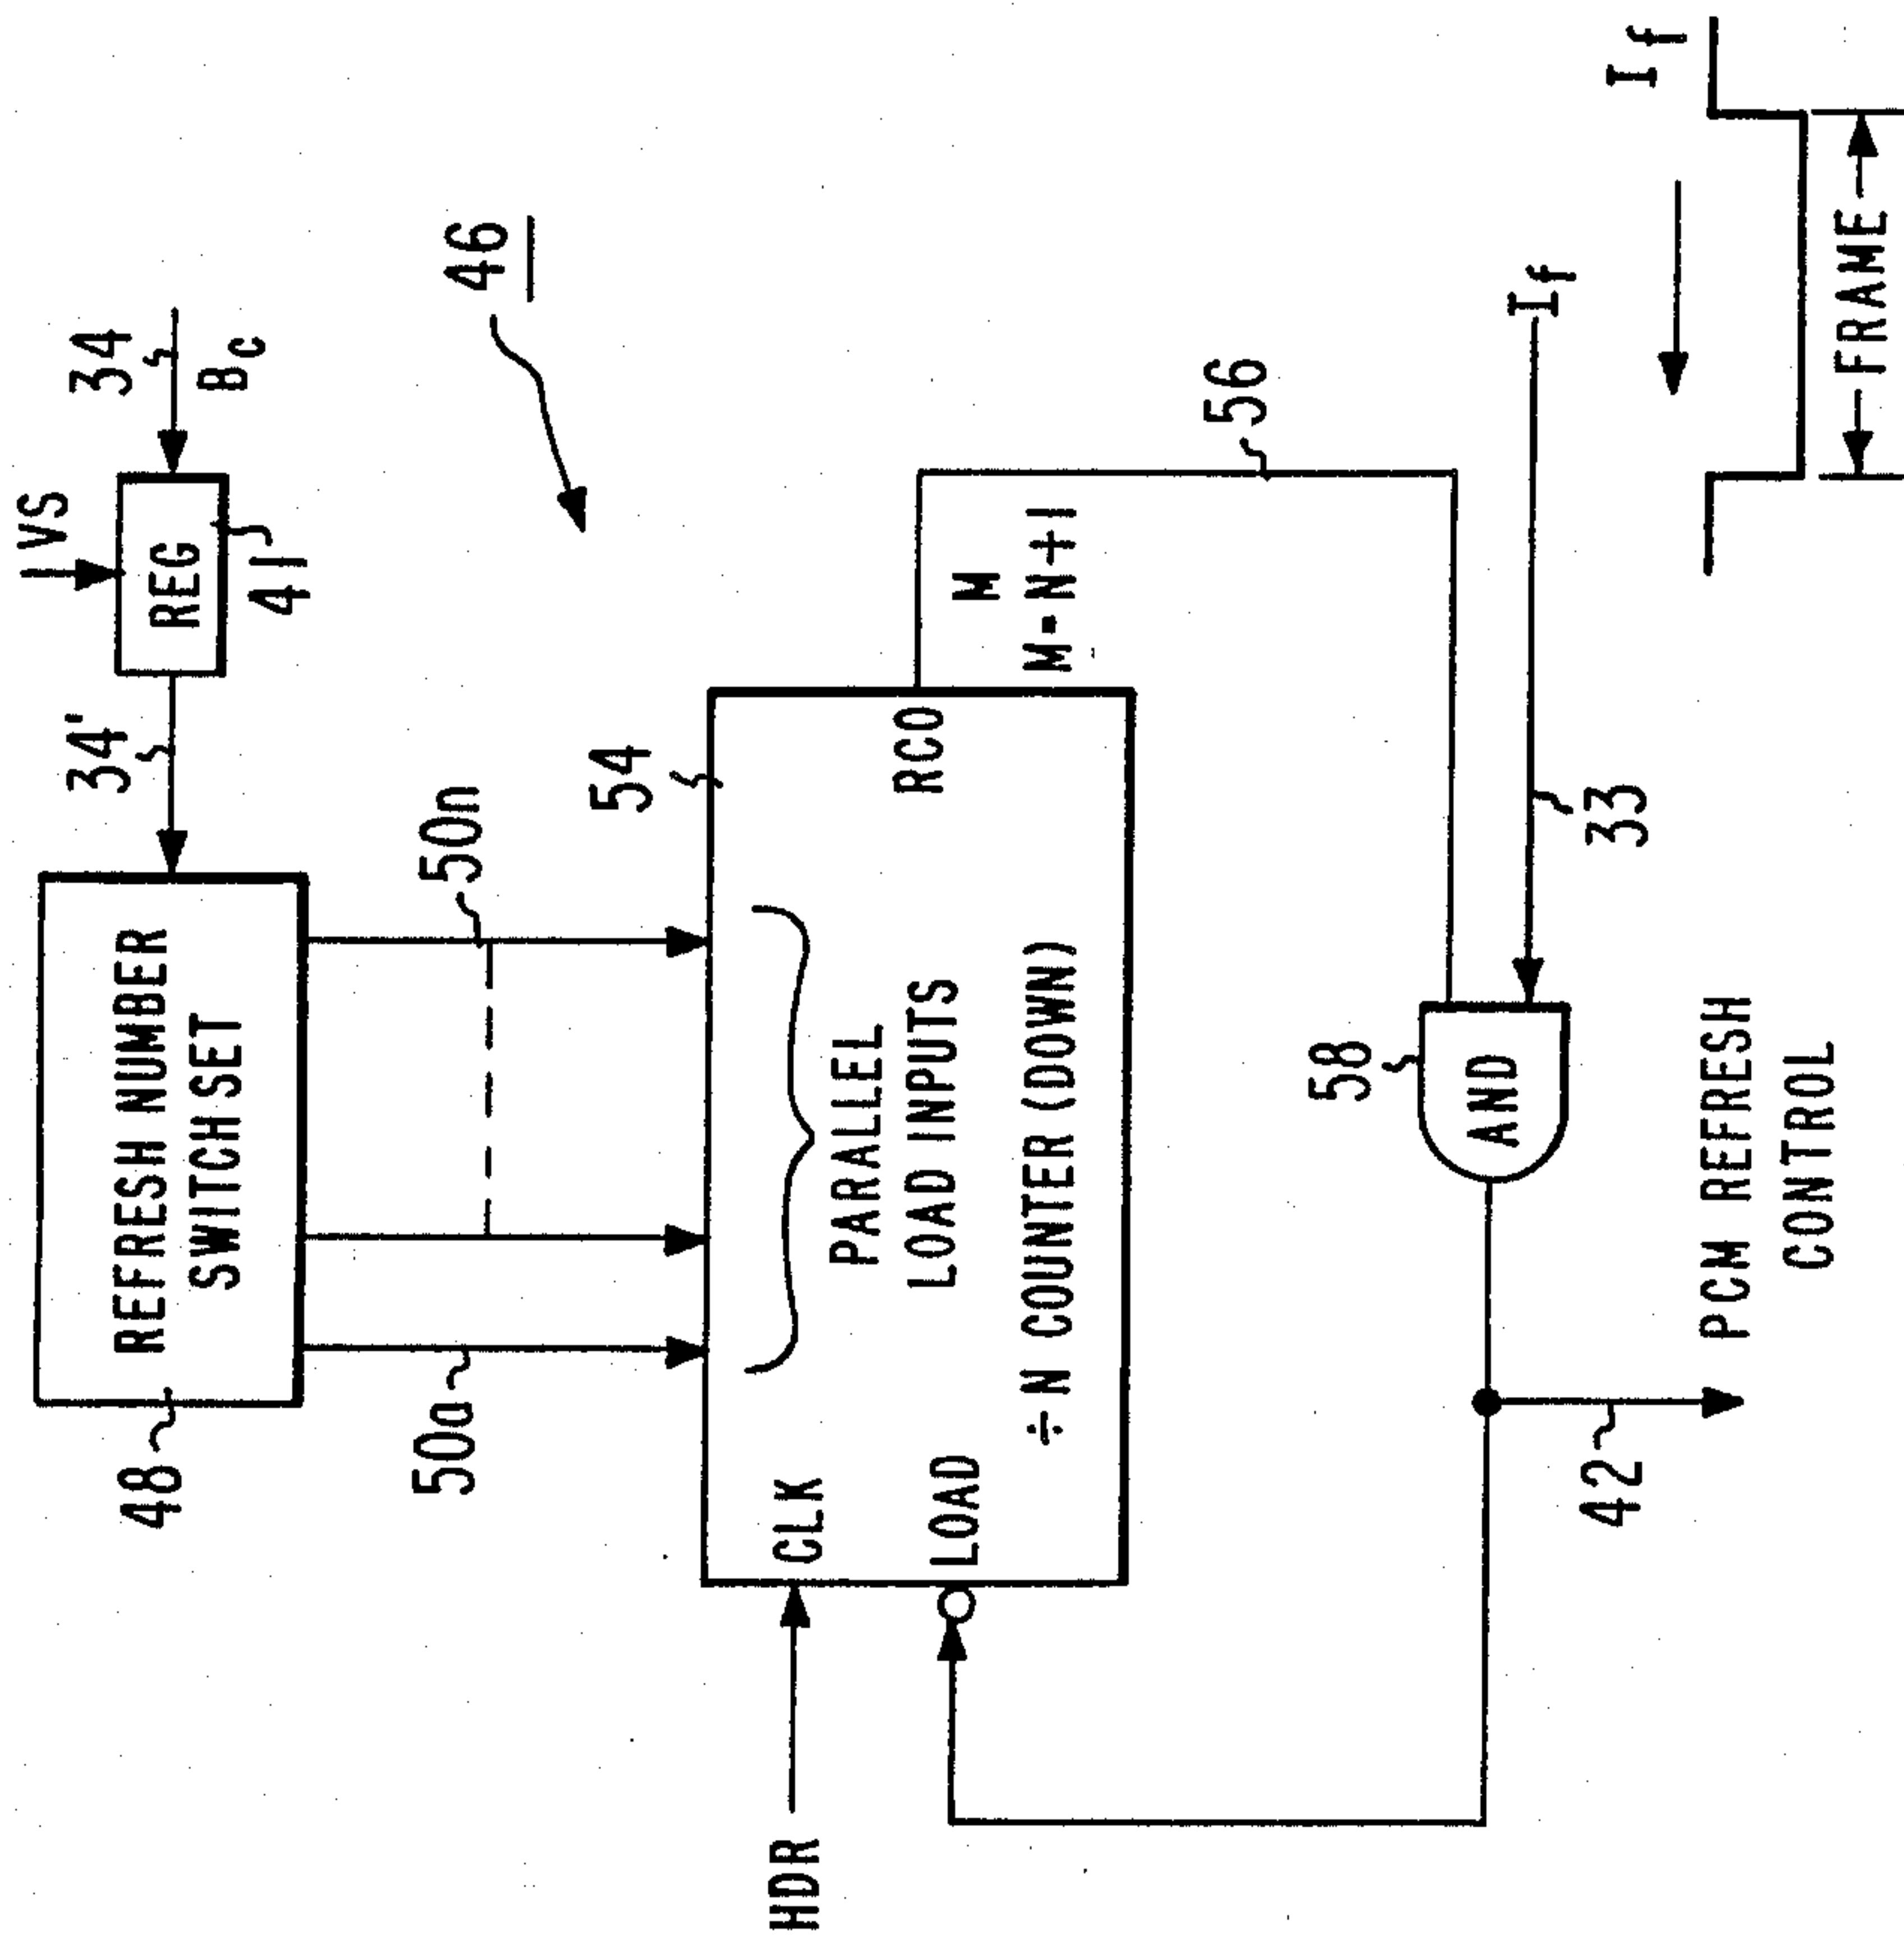 VS
34
Bc
REG
41
34'
REFRESH NUMBER
SWITCH SET
48
46
50a
50n
54
CLK
PARALLEL
LOAD INPUTS
RCO
LOAD
÷N COUNTER (DOWN)
HDR
M
M-N+1
56
58
AND
If
33
42
PCM REFRESH
CONTROL
If
FRAME